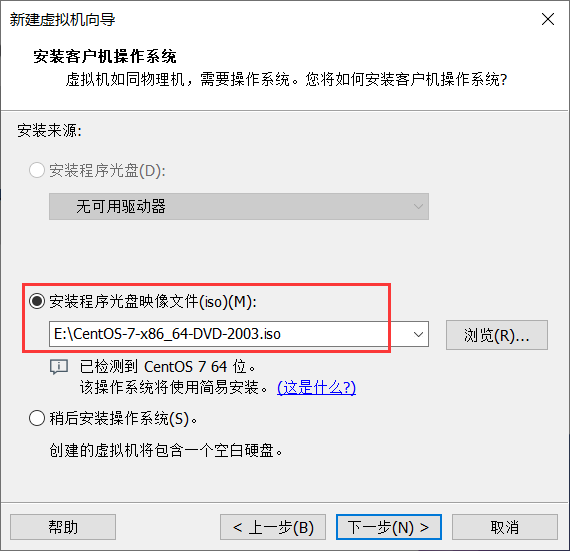 新建虚拟机向导
安装客户机操作系统
虚拟机如同物理机，需要操作系统。您将如何安装客户机操作系统?
安装来源:
安装程序光盘(D):
无可用驱动器
安装程序光盘映像文件(iso)(M):
E:\CentOS-7-x86_64-DVD-2003.iso
浏览(R)...
已检测到 CentOS 7 64 位。
该操作系统将使用简易安装。 (这是什么?)
稍后安装操作系统(S)。
创建的虚拟机将包含一个空白硬盘。
帮助
< 上一步(B)
下一步(N) >
取消